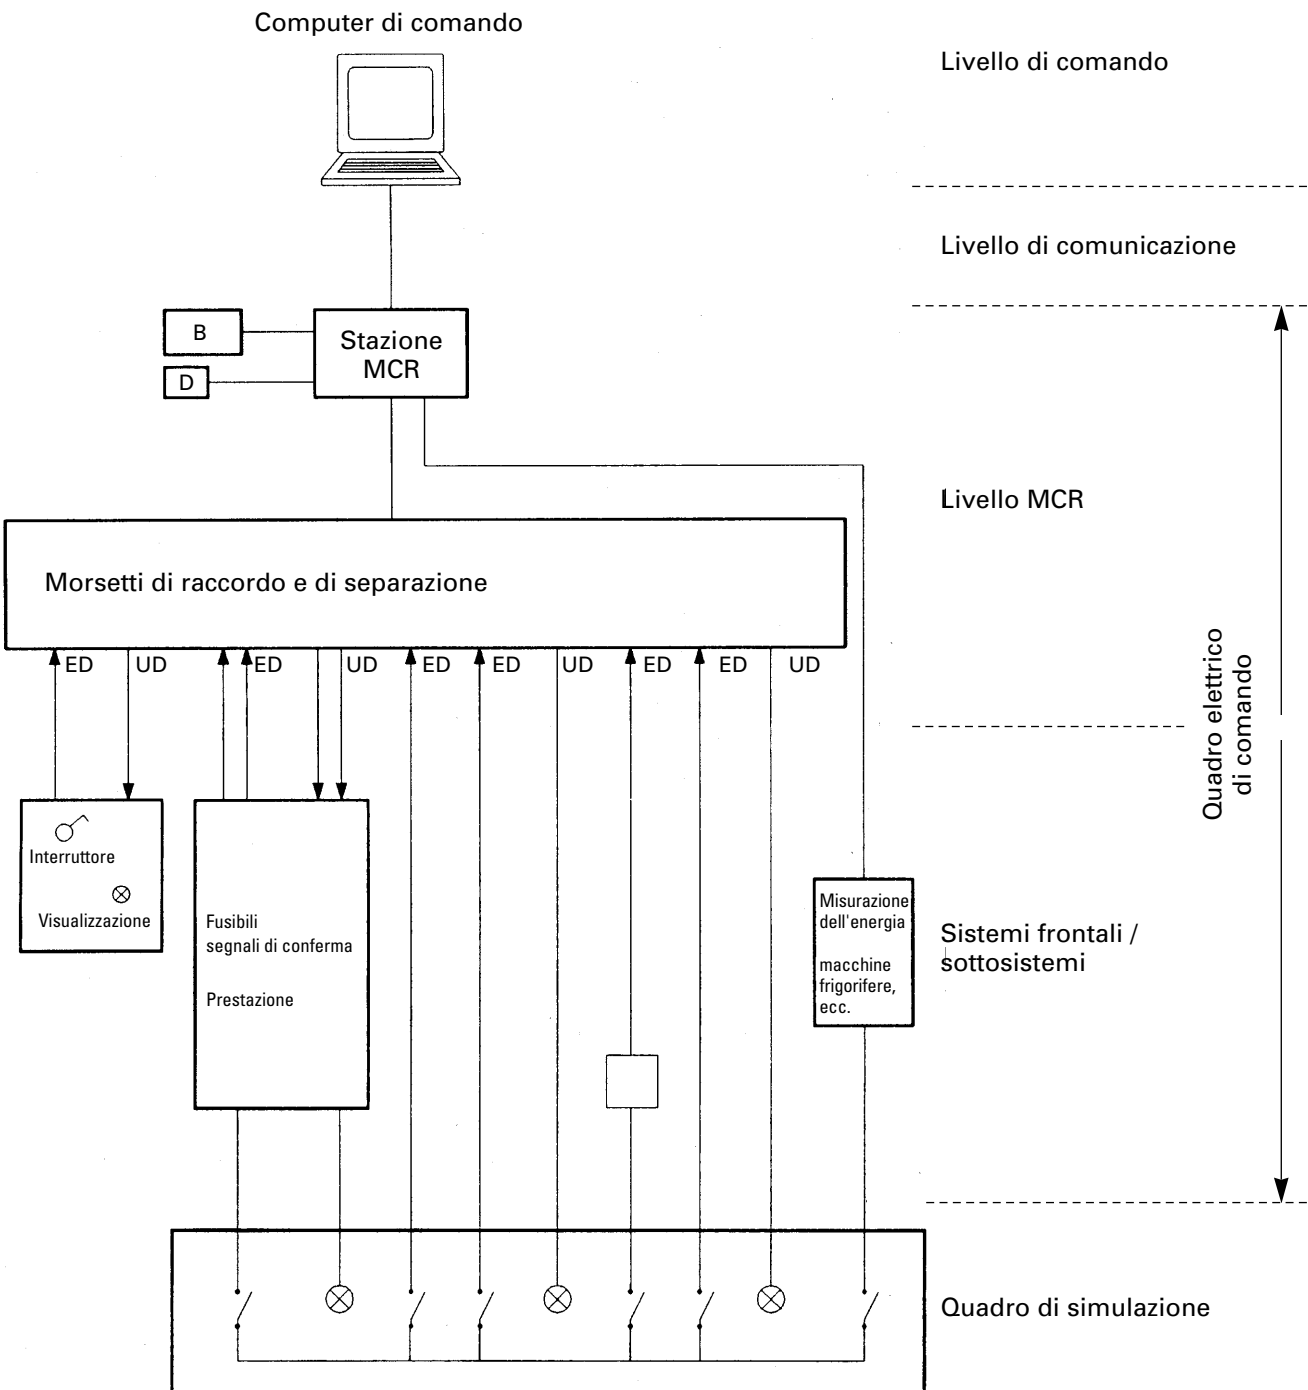 Computer di comando
Livello di comando
Livello di comunicazione
B
Stazione
MCR
D
Livello MCR
Morsetti di raccordo e di separazione
ED UD ED UD ED ED UD ED ED UD
Quadro elettrico
di comando
Interruttore
Visualizzazione
Fusibili
segnali di conferma
Prestazione
Misurazione
dell'energia
macchine
frigorifere,
ecc.
Sistemi frontali /
sottosistemi
Quadro di simulazione